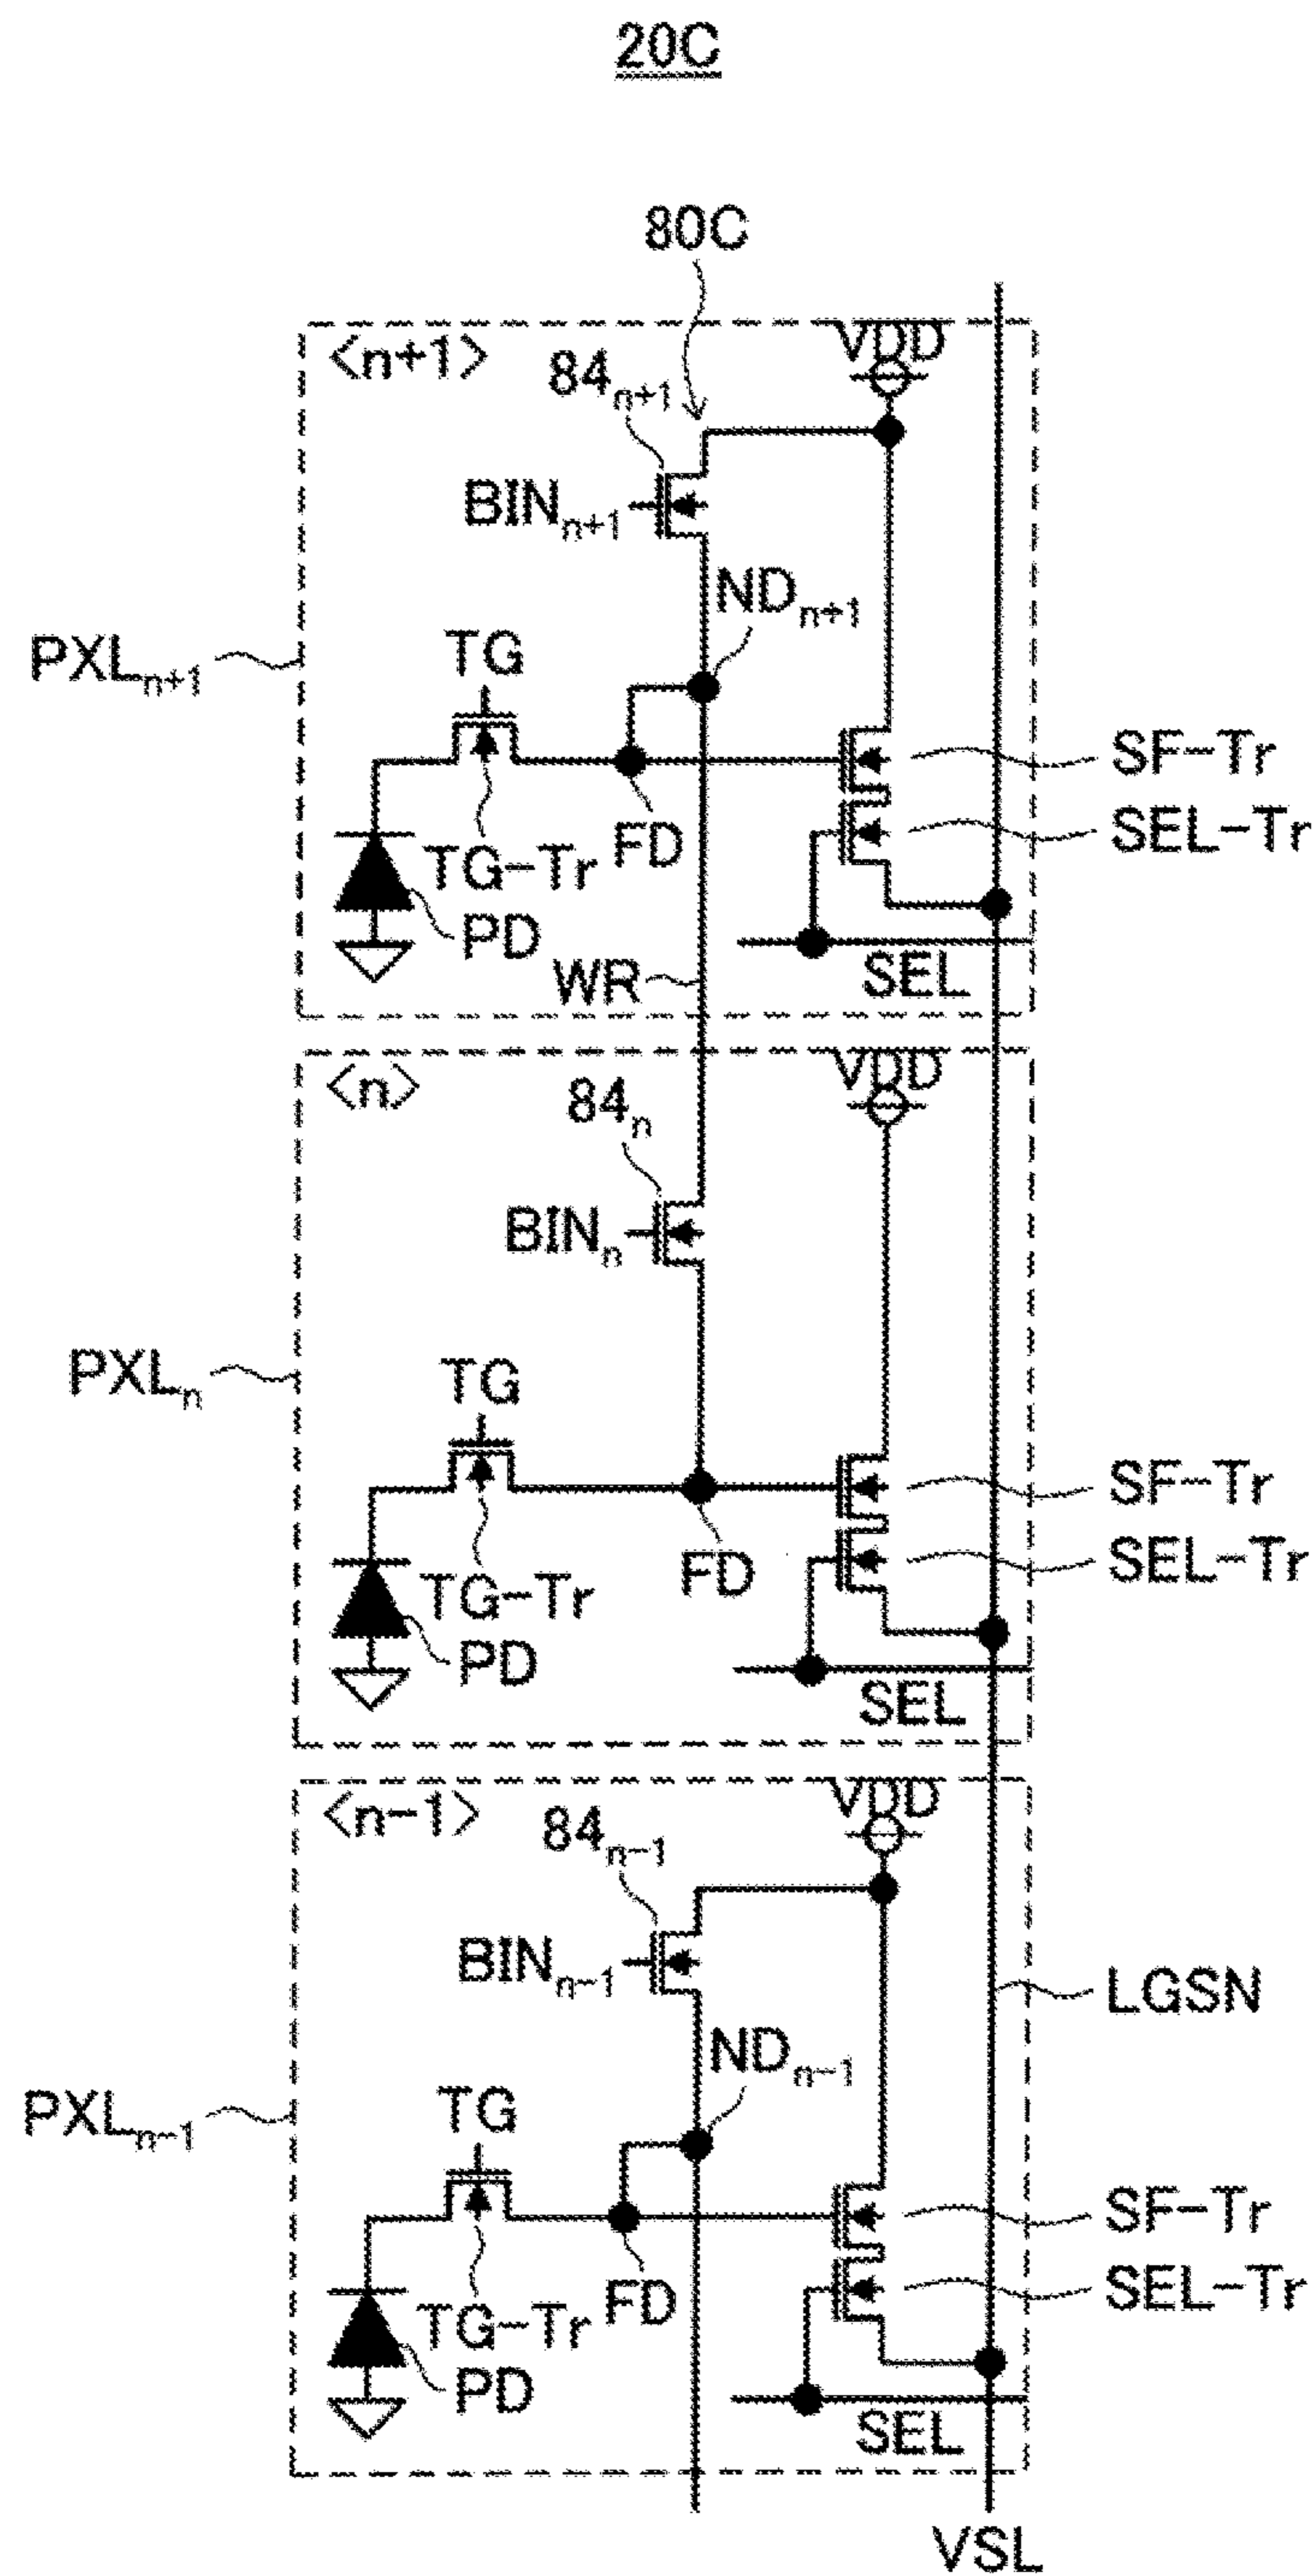 20C
80C
<n+1>
VDD
84n+1
BINn+1
NDn+1
PXLn+1
TG
SF-Tr
SEL-Tr
TG-Tr
FD
PD
WR
SEL
<n>
VDD
84n
BINn
PXLn
TG
SF-Tr
SEL-Tr
FD
TG-Tr
PD
SEL
<n-1>
VDD
84n-1
BINn-1
LGSN
NDn-1
PXLn-1
TG
SF-Tr
SEL-Tr
FD
TG-Tr
PD
SEL
VSL